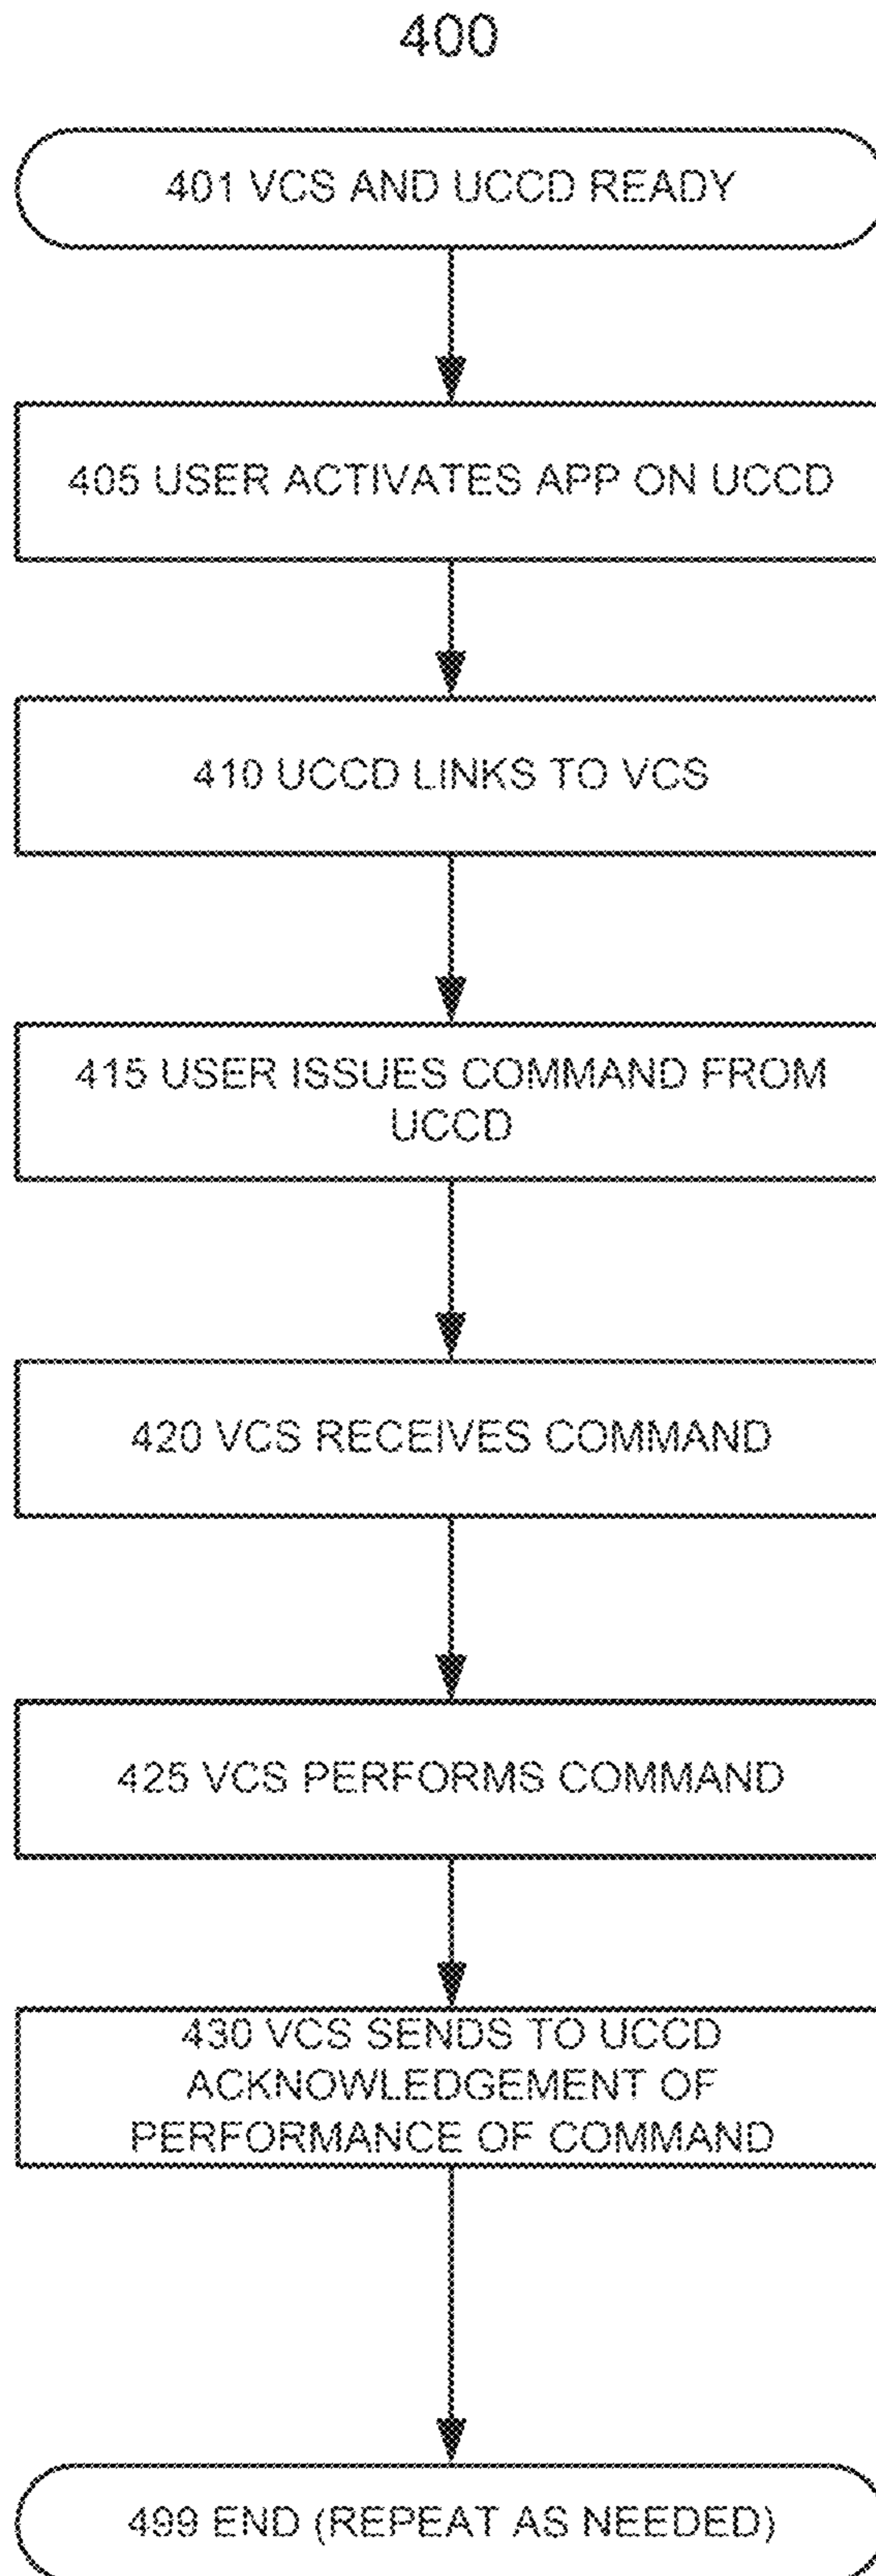 400
401 VCS AND UCCD READY
405 USER ACTIVATES APP ON UCCD
410 UCCD LINKS TO VCS
415 USER ISSUES COMMAND FROM
UCCD
420 VCS RECEIVES COMMAND
425 VCS PERFORMS COMMAND
430 VCS SENDS TO UCCD
ACKNOWLEDGEMENT OF
PERFORMANCE OF COMMAND
499 END (REPEAT AS NEEDED)